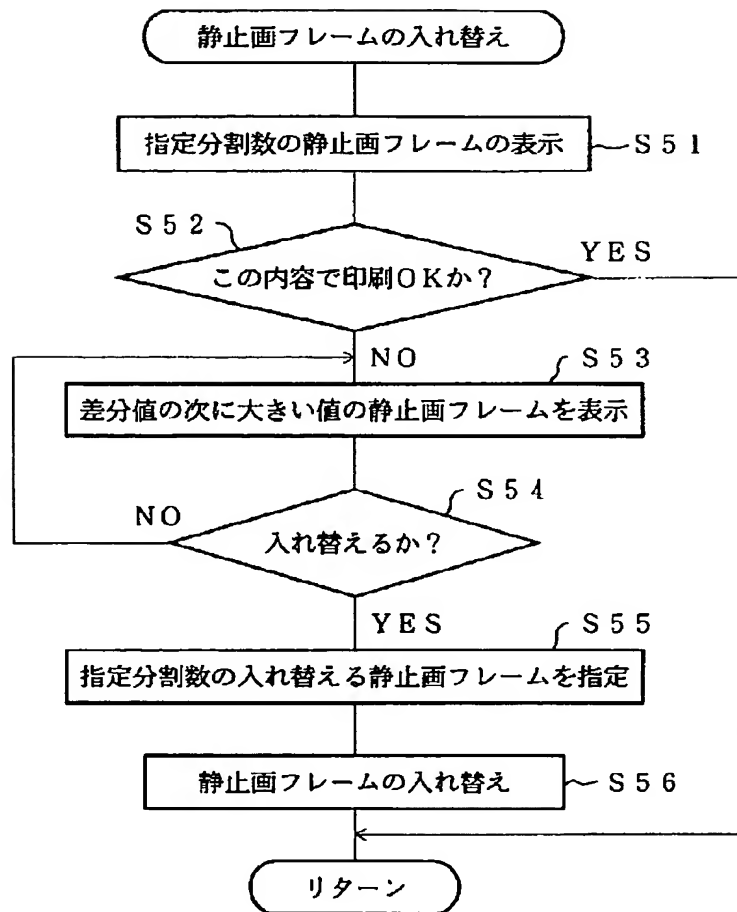 静止画フレームの入れ替え
指定分割数の静止画フレームの表示
S51
S52
この内容で印刷OKか？
YES
NO
S53
差分値の次に大きい値の静止画フレームを表示
S54
NO
入れ替えるか？
YES
S55
指定分割数の入れ替える静止画フレームを指定
静止画フレームの入れ替え
S56
リターン